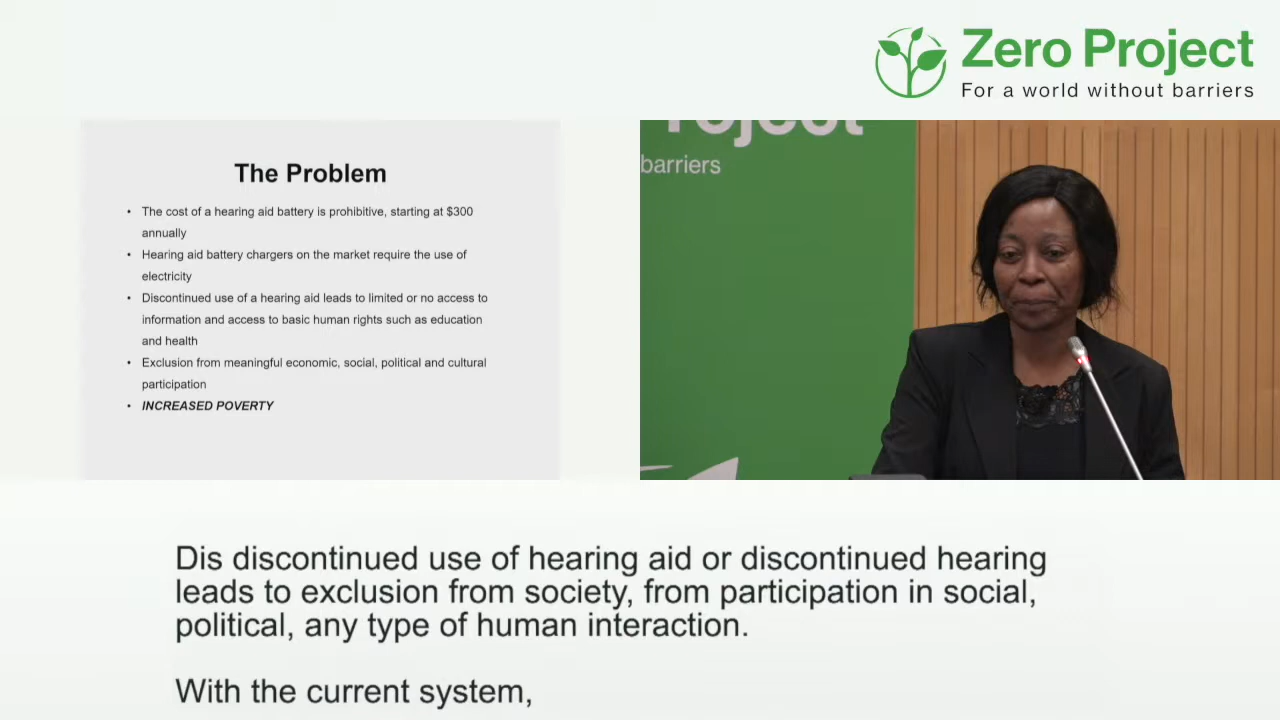 Zero Project
For a world without barriers
The Problem
• The cost of a hearing aid battery is prohibitive, starting at $300
annually
• Hearing aid battery chargers on the market require the use of
electricity
• Discontinued use of a hearing aid leads to limited or no access to
information and access to basic human rights such as education
and health
• Exclusion from meaningful economic, social, political and cultural
participation
• INCREASED POVERTY
roject
barriers
Dis discontinued use of hearing aid or discontinued hearing
leads to exclusion from society, from participation in social,
political, any type of human interaction.
With the current system,